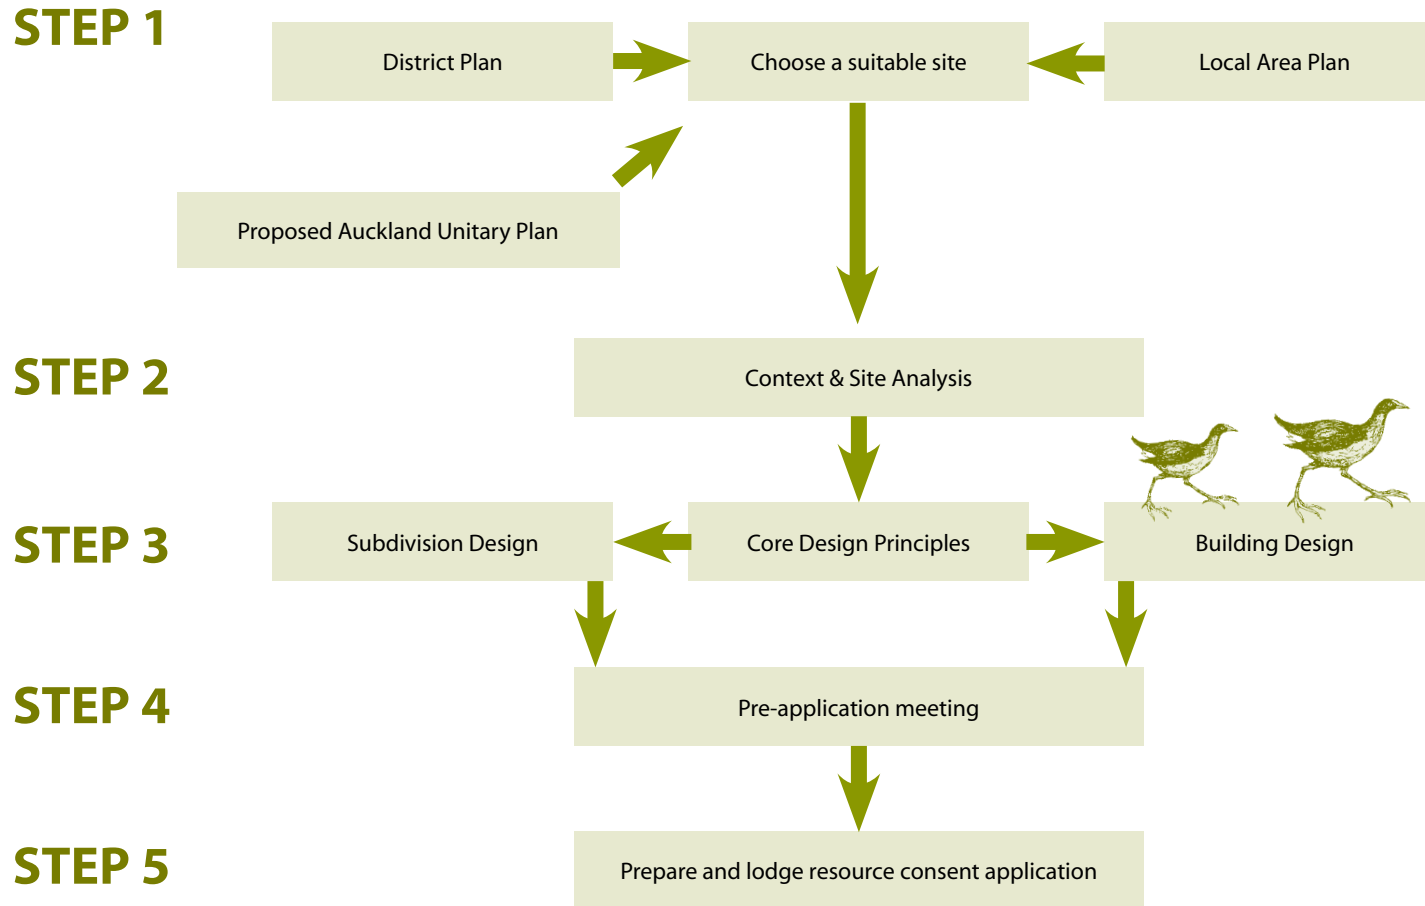 STEP 1
District Plan
Choose a suitable site
Local Area Plan
Proposed Auckland Unitary Plan
STEP 2
Context & Site Analysis
STEP 3
Subdivision Design
Core Design Principles
Building Design
STEP 4
Pre-application meeting
STEP 5
Prepare and lodge resource consent application